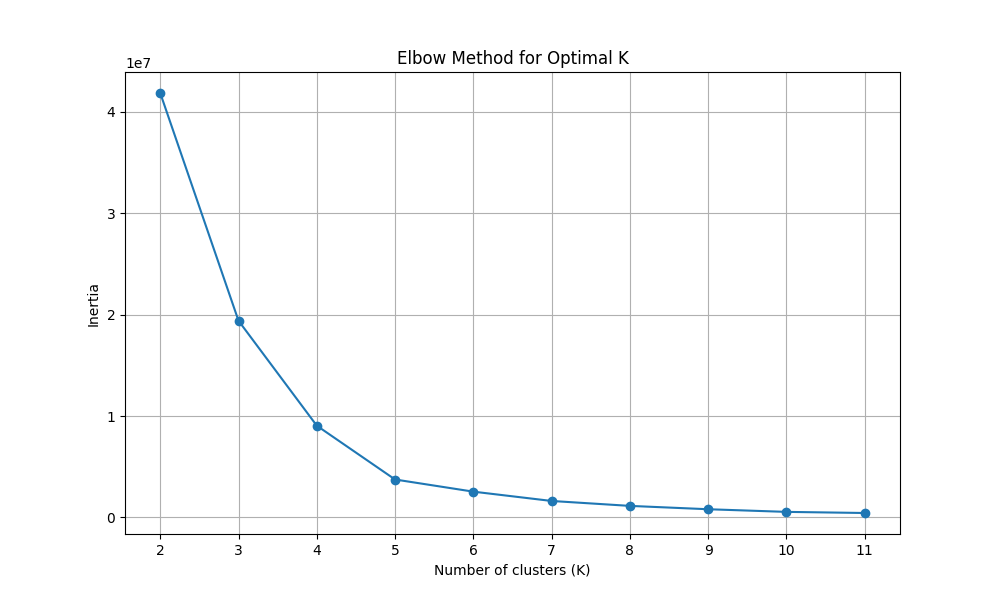 Elbow Method for Optimal K
1e7
4
3
2
1
0
Inertia
2 3 4 5 6 7 8 9 10 11
Number of clusters (K)